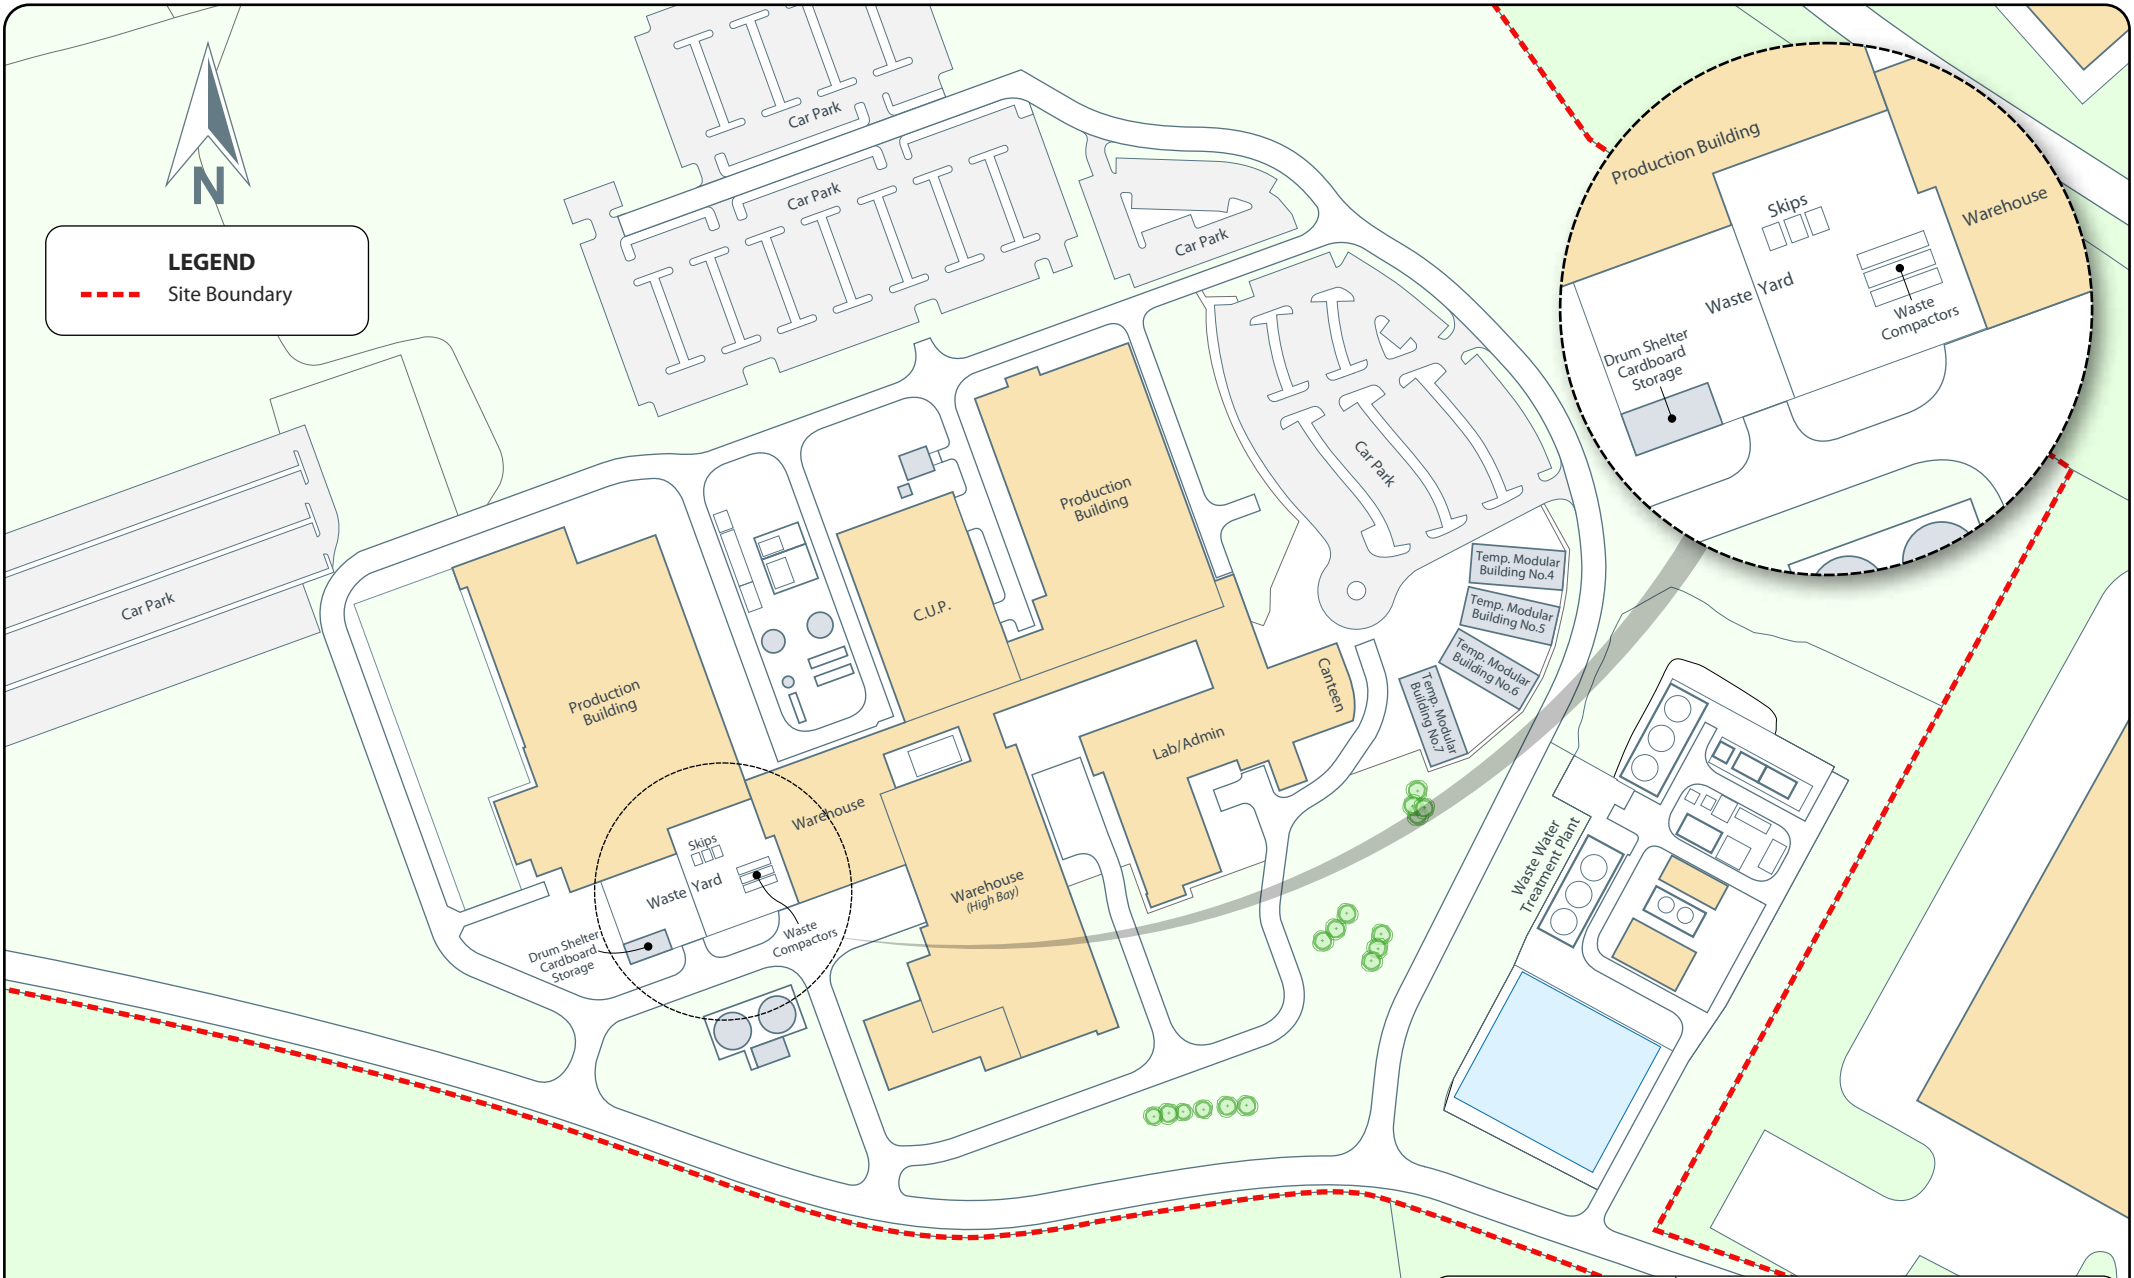 Car Park
N
LEGEND
Site Boundary
Car Park
Car Park
Production Building
Skips
Warehouse
Waste Yard
Waste
Compactors
Drum Shelter
Cardboard
Storage
Car Park
Car Park
Production
Building
C.U.P.
Temp. Modular
Building No.4
Temp. Modular
Building No.5
Temp. Modular
Building No.6
Temp. Modular
Building No.7
Canteen
Lab/Admin
Production
Building
Warehouse
Skips
Waste Yard
Warehouse
(High Bay)
Waste
Compactors
Drum Shelter
Cardboard
Storage
Waste Water
Treatment Plant